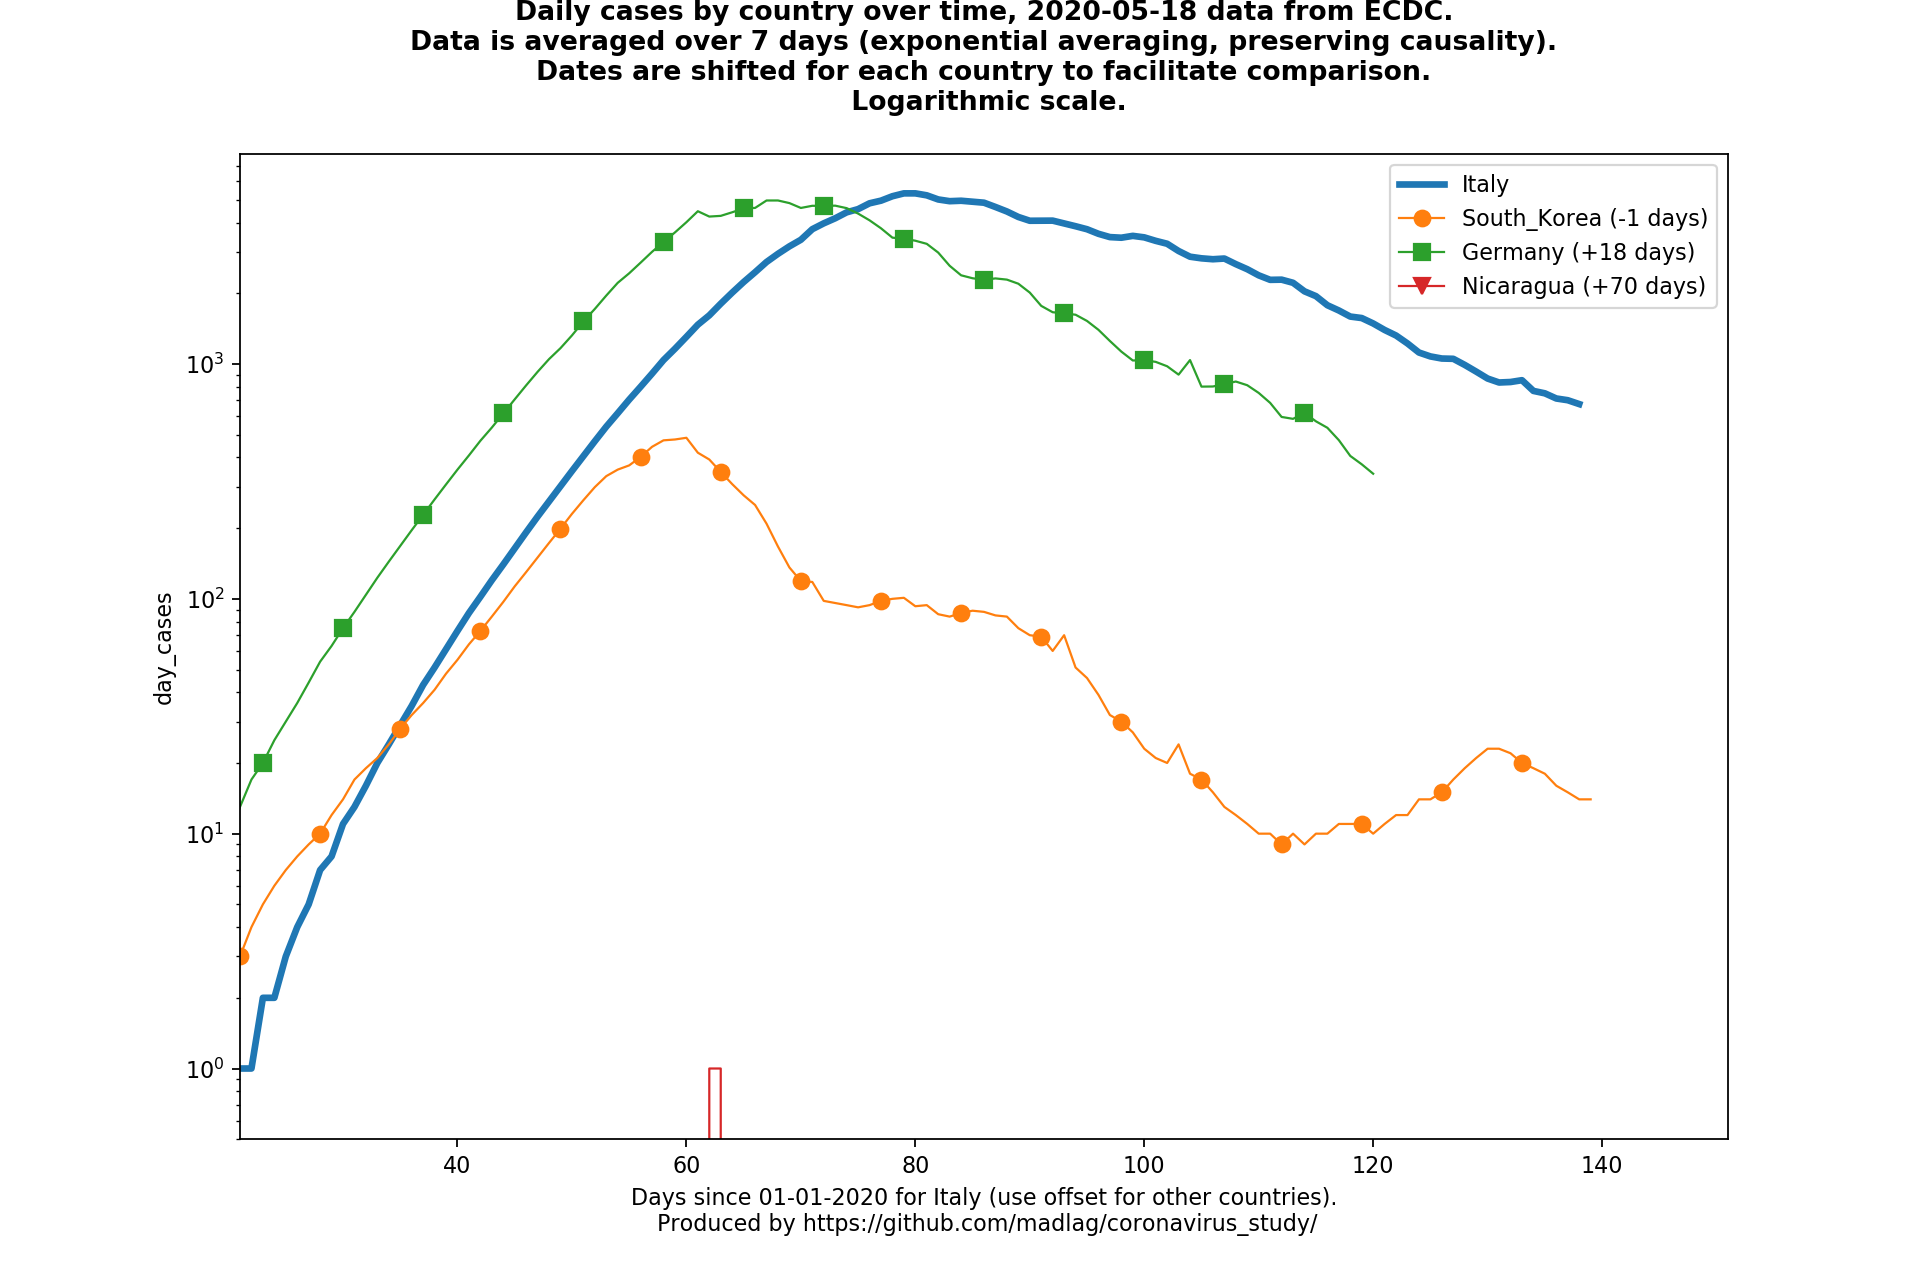 Daily cases by country over time, 2020-05-18 data from ECDC.
Data is averaged over 7 days (exponential averaging, preserving causality).
Dates are shifted for each country to facilitate comparison.
Logarithmic scale.
Italy
South_Korea (-1 days)
Germany (+18 days)
Nicaragua (+70 days)
day_cases
10³
10²
10¹
10⁰
40 60 80 100 120 140
Days since 01-01-2020 for Italy (use offset for other countries).
Produced by https://github.com/madlag/coronavirus_study/